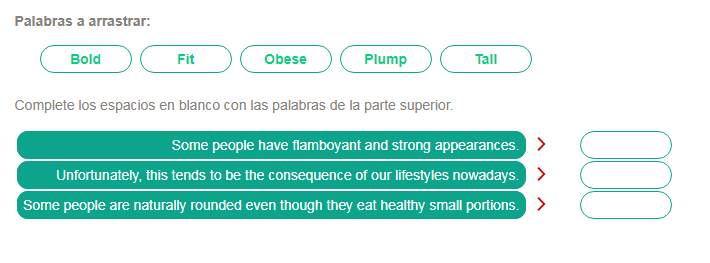 Palabras a arrastrar:
Bold Fit Obese Plump Tall
Complete los espacios en blanco con las palabras de la parte superior.
Some people have flamboyant and strong appearances.
Unfortunately, this tends to be the consequence of our lifestyles nowadays.
Some people are naturally rounded even though they eat healthy small portions.